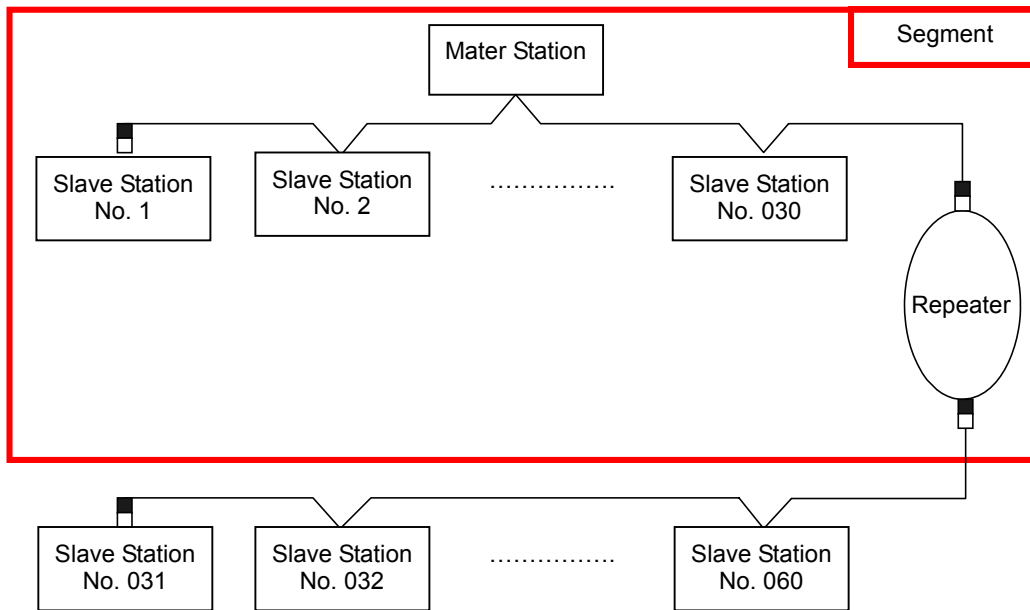 Segment
Mater Station
Slave Station
No. 1
Slave Station
No. 2
................
Slave Station
No. 030
Repeater
Slave Station
No. 031
Slave Station
No. 032
................
Slave Station
No. 060